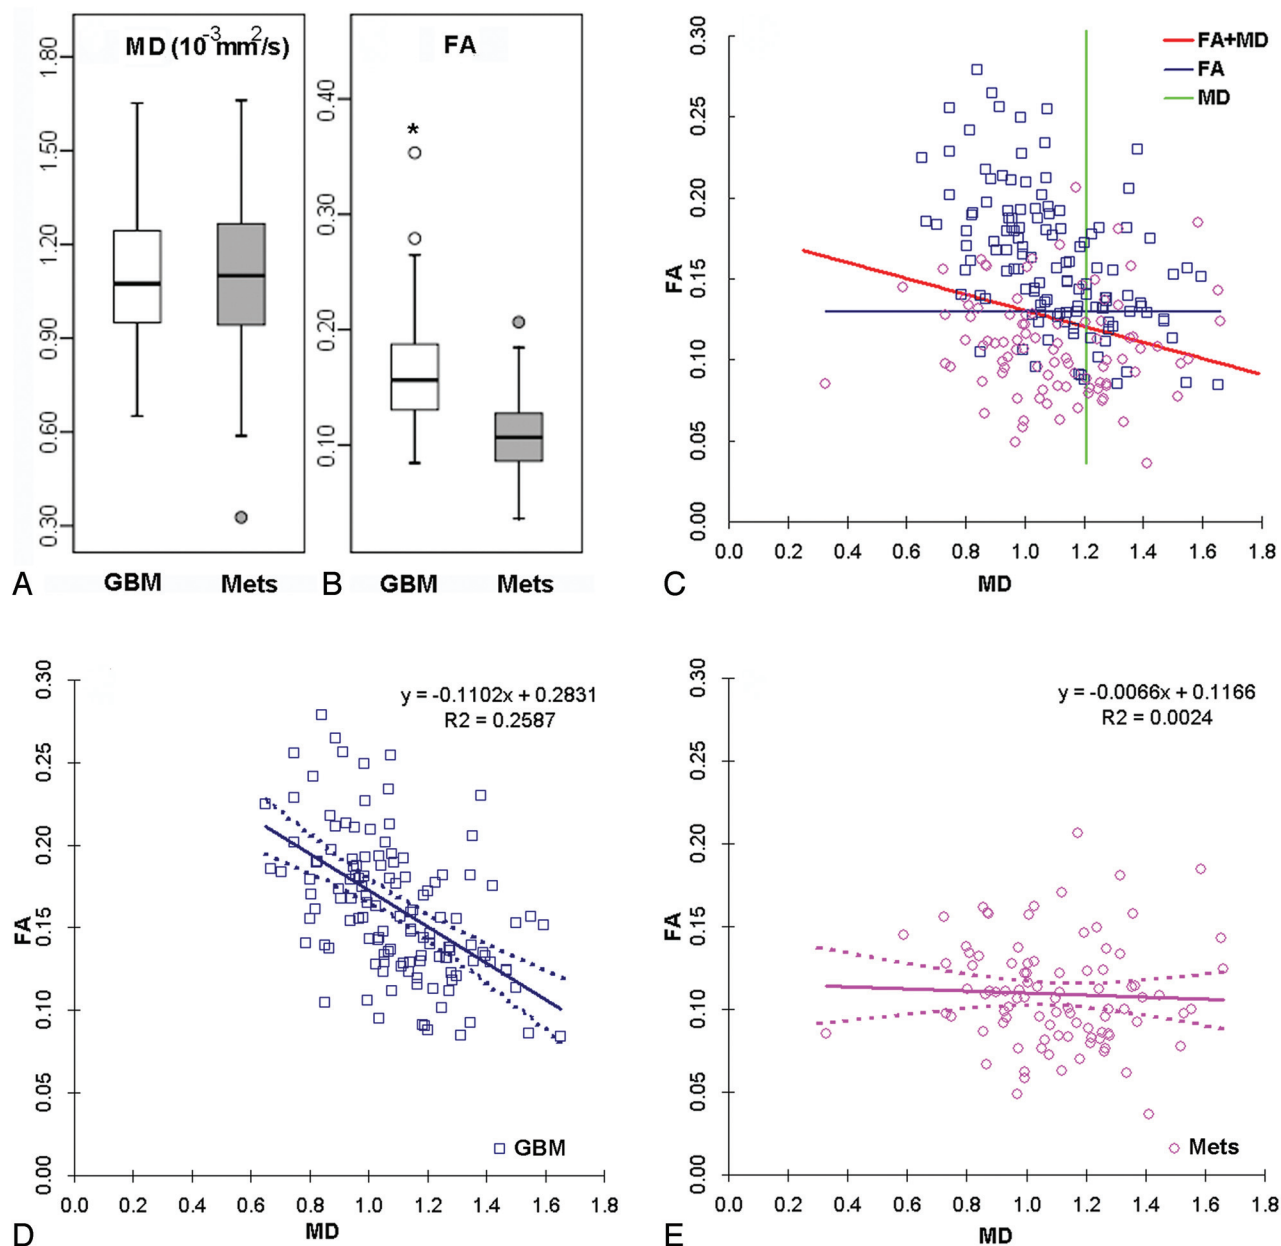 MD (10⁻³mm²/s)
1.80
1.50
1.20
0.90
0.60
0.30
A
GBM
Mets
FA
*
0.40
0.30
0.20
0.10
B
GBM
Mets
FA+MD
FA
MD
FA
0.30
0.25
0.20
0.15
0.10
0.05
0.00
0.0 0.2 0.4 0.6 0.8 1.0 1.2 1.4 1.6 1.8
C
MD
y = -0.1102x + 0.2831
R2 = 0.2587
FA
0.30
0.25
0.20
0.15
0.10
0.05
0.00
GBM
0.0 0.2 0.4 0.6 0.8 1.0 1.2 1.4 1.6 1.8
D
MD
y = -0.0066x + 0.1166
R2 = 0.0024
FA
0.30
0.25
0.20
0.15
0.10
0.05
0.00
Mets
0.0 0.2 0.4 0.6 0.8 1.0 1.2 1.4 1.6 1.8
E
MD